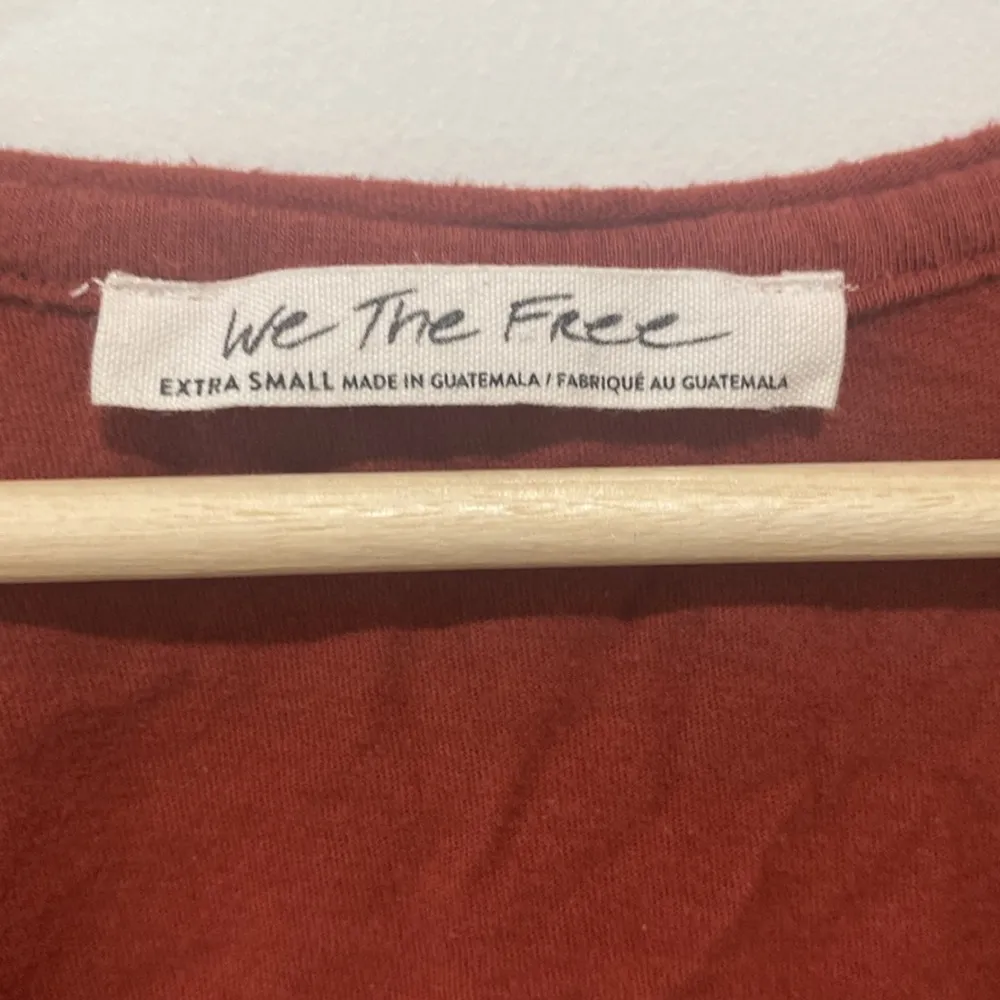 We The Free
EXTRA SMALL MADE IN GUATEMALA / FABRIQUÉ AU GUATEMALA